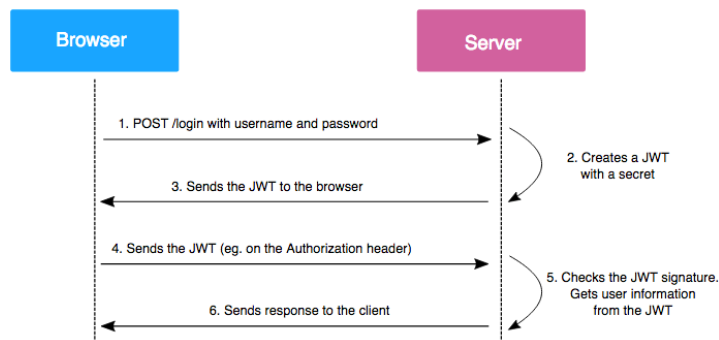 Browser
Server
1. POST /login with username and password
2. Creates a JWT
with a secret
3. Sends the JWT to the browser
4. Sends the JWT (eg. on the Authorization header)
5. Checks the JWT signature.
Gets user information
from the JWT
6. Sends response to the client